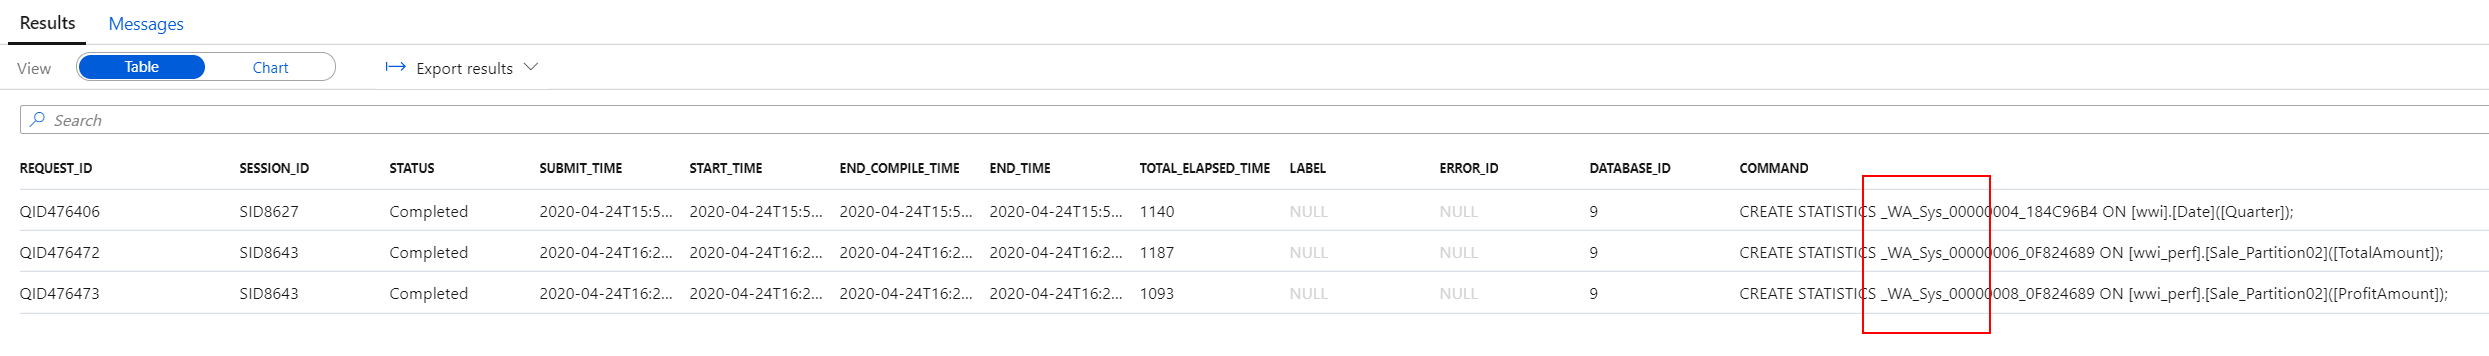 Results Messages
View Table Chart Export results
Search
REQUEST_ID SESSION_ID STATUS SUBMIT_TIME START_TIME END_COMPILE_TIME END_TIME TOTAL_ELAPSED_TIME LABEL ERROR_ID DATABASE_ID COMMAND
QID476406 SID8627 Completed 2020-04-24T15:5... 2020-04-24T15:5... 2020-04-24T15:5... 2020-04-24T15:5... 1140 NULL NULL 9 CREATE STATISTICS _WA_Sys_00000004_184C96B4 ON [wwi].[Date]([Quarter]);
QID476472 SID8643 Completed 2020-04-24T16:2... 2020-04-24T16:2... 2020-04-24T16:2... 2020-04-24T16:2... 1187 NULL NULL 9 CREATE STATISTICS _WA_Sys_00000006_0F824689 ON [wwi_perf].[Sale_Partition02]([TotalAmount]);
QID476473 SID8643 Completed 2020-04-24T16:2... 2020-04-24T16:2... 2020-04-24T16:2... 2020-04-24T16:2... 1093 NULL NULL 9 CREATE STATISTICS _WA_Sys_00000008_0F824689 ON [wwi_perf].[Sale_Partition02]([ProfitAmount]);